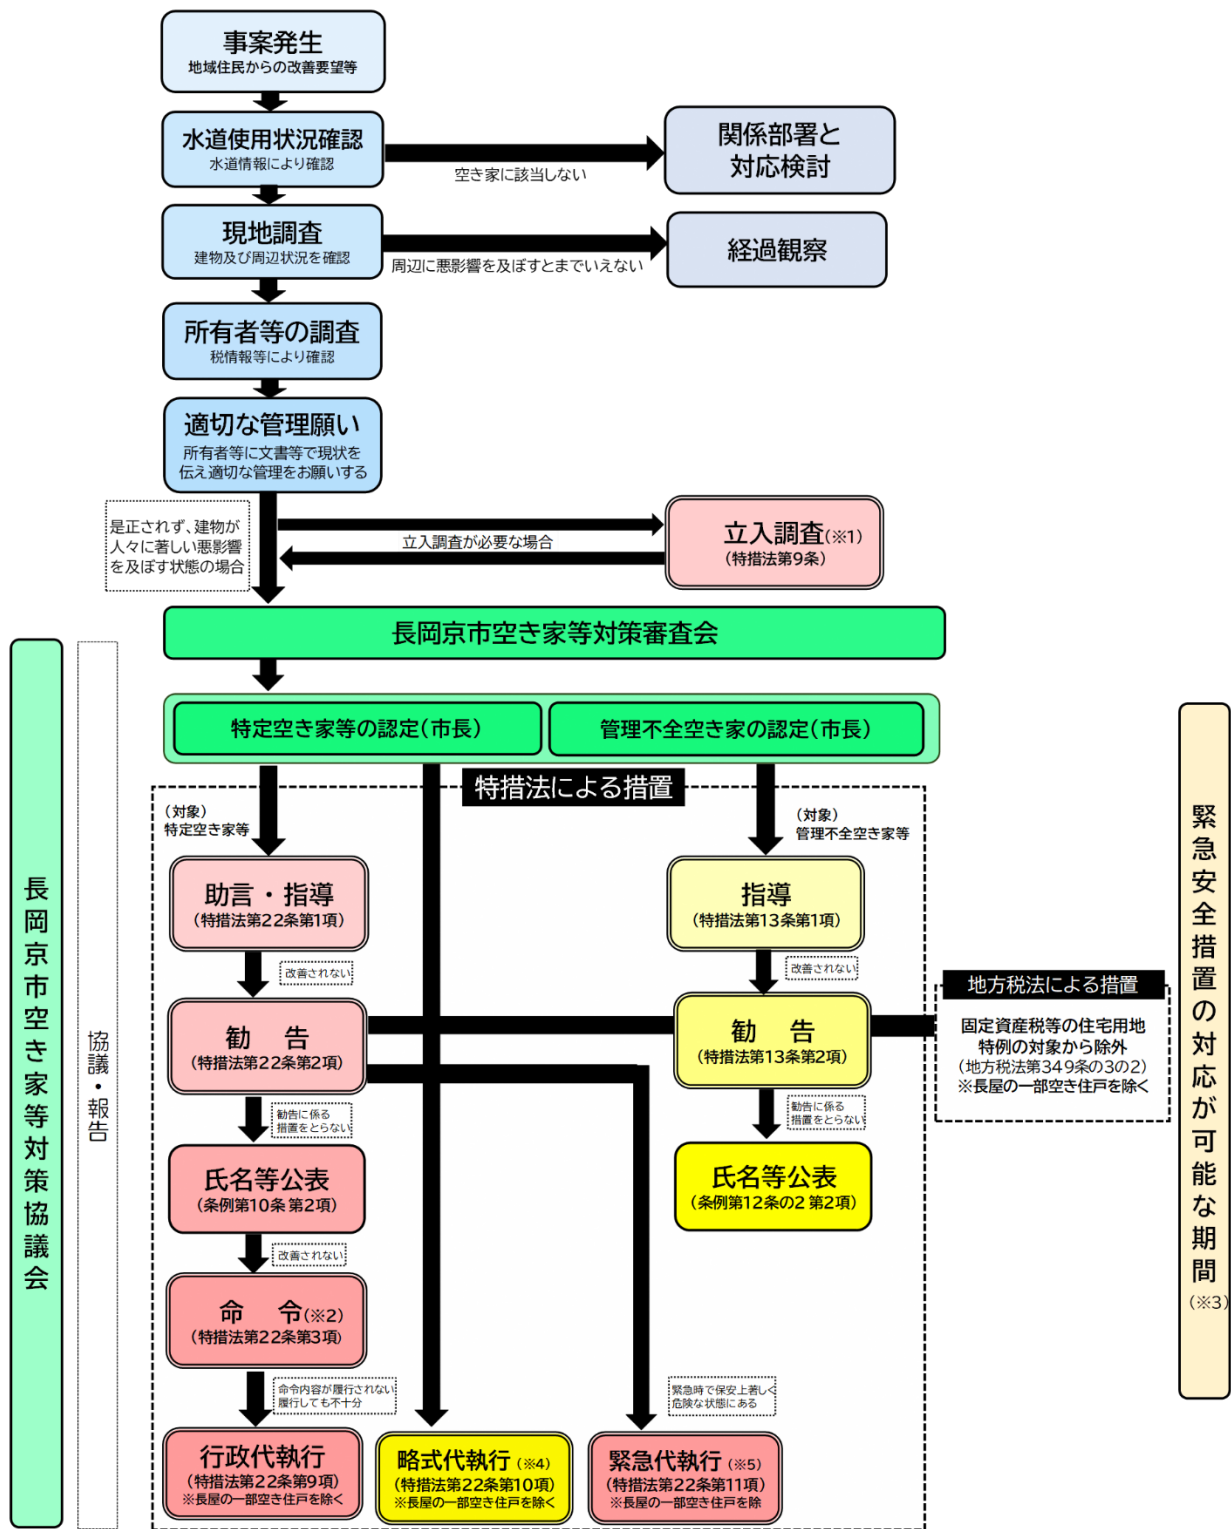 事案発生
地域住民からの改善要望等
水道使用状況確認
水道情報により確認
空き家に該当しない
関係部署と
対応検討
現地調査
建物及び周辺状況を確認
周辺に悪影響を及ぼすとまでいえない
経過観察
所有者等の調査
税情報等により確認
適切な管理願い
所有者等に文書等で現状を
伝え適切な管理をお願いする
是正されず、建物が
人々に著しい悪影響
を及ぼす状態の場合
立入調査が必要な場合
立入調査(※1)
(特措法第9条)
長岡京市空き家等対策審査会
特定空き家等の認定(市長)
管理不全空き家の認定(市長)
特措法による措置
(対象)
特定空き家等
(対象)
管理不全空き家等
助言・指導
(特措法第22条第1項)
指導
(特措法第13条第1項)
改善されない
改善されない
勧　告
(特措法第22条第2項)
勧　告
(特措法第13条第2項)
地方税法による措置
固定資産税等の住宅用地
特例の対象から除外
(地方税法第349条の3の2)
※長屋の一部空き住戸を除く
勧告に係る
措置をとらない
勧告に係る
措置をとらない
氏名等公表
(条例第10条 第2項)
氏名等公表
(条例第12条の2 第2項)
改善されない
命　令(※2)
(特措法第22条第3項)
命令内容が履行されない
履行しても不十分
緊急時で保安上著しく
危険な状態にある
行政代執行
(特措法第22条第9項)
※長屋の一部空き住戸を除く
略式代執行 (※4)
(特措法第22条第10項)
※長屋の一部空き住戸を除く
緊急代執行 (※5)
(特措法第22条第11項)
※長屋の一部空き住戸を除
長岡京市空き家等対策協議会
協議・報告
緊急安全措置の対応が可能な期間
(※3)